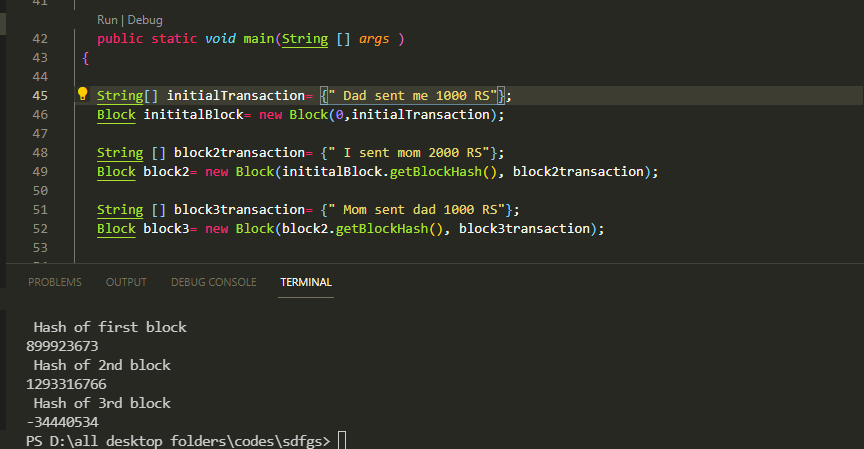 41
Run | Debug
42 public static void main(String [] args )
43 {
44
45 String[] initialTransaction= {" Dad sent me 1000 RS"};
46 Block inititalBlock= new Block(0,initialTransaction);
47
48 String [] block2transaction= {" I sent mom 2000 RS"};
49 Block block2= new Block(inititalBlock.getBlockHash(), block2transaction);
50
51 String [] block3transaction= {" Mom sent dad 1000 RS"};
52 Block block3= new Block(block2.getBlockHash(), block3transaction);
53
PROBLEMS OUTPUT DEBUG CONSOLE TERMINAL
Hash of first block
899923673
Hash of 2nd block
1293316766
Hash of 3rd block
-34440534
PS D:\all desktop folders\codes\sdfgs>